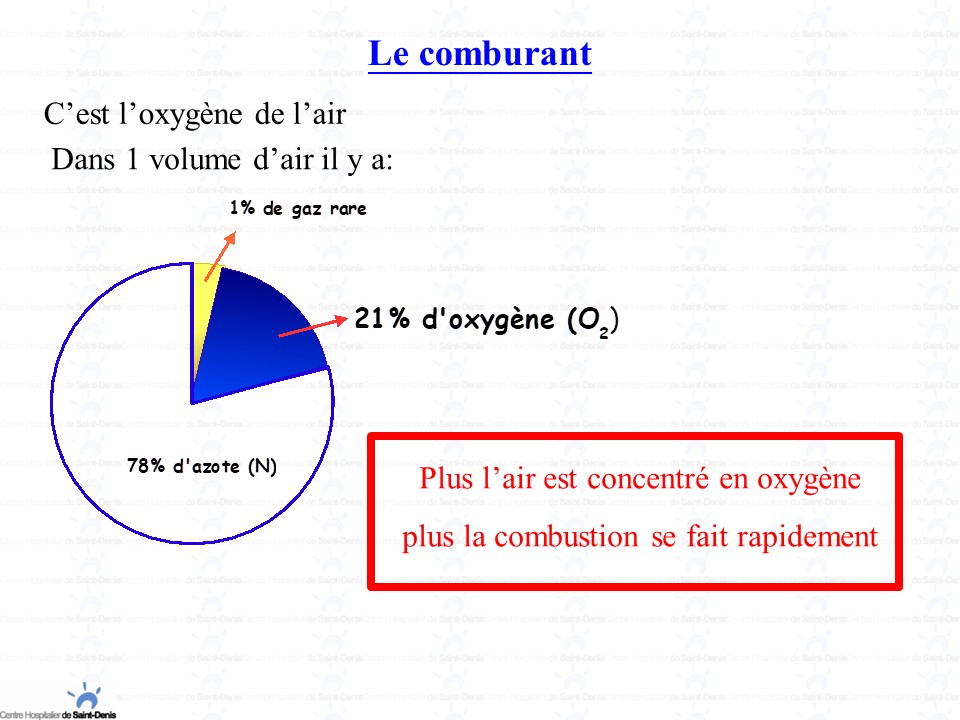 Le comburant
C’est l’oxygène de l’air
Dans 1 volume d’air il y a:
1% de gaz rare
21% d'oxygène (O2)
78% d'azote (N)
Plus l’air est concentré en oxygène
plus la combustion se fait rapidement
Centre Hospitalier de Saint-Denis